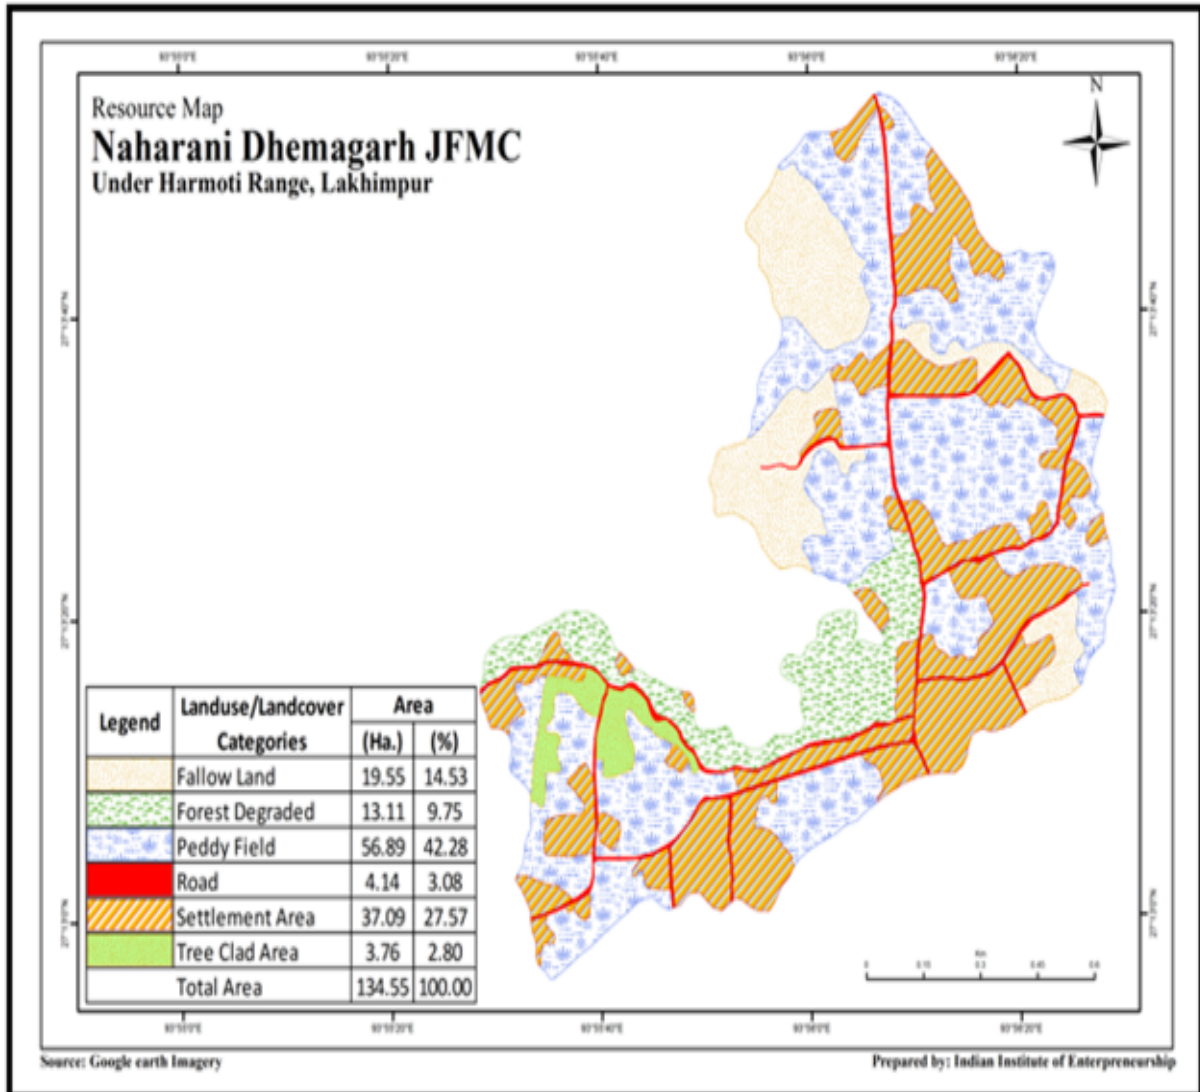 Resource Map
Naharani Dhemagarh JFMC
Under Harmoti Range, Lakhimpur
N
Legend Landuse/Landcover Categories Area
(Ha.) (%)
Fallow Land 19.55 14.53
Forest Degraded 13.11 9.75
Peddy Field 56.89 42.28
Road 4.14 3.08
Settlement Area 37.09 27.57
Tree Clad Area 3.76 2.80
Total Area 134.55 100.00
Source: Google earth Imagery
Prepared by: Indian Institute of Enterpreneurship